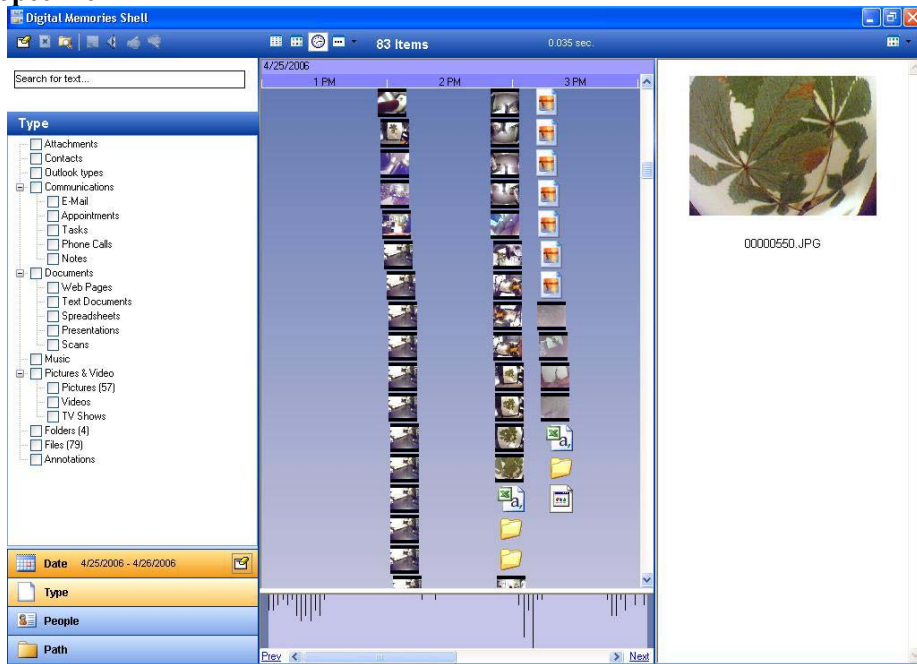 Digital Memories Shell
83 Items
0.035 sec.
Search for text...
Type
Attachments
Contacts
Outlook types
Communications
E-Mail
Appointments
Tasks
Phone Calls
Notes
Documents
Web Pages
Text Documents
Spreadsheets
Presentations
Scans
Music
Pictures & Video
Pictures (57)
Videos
TV Shows
Folders (4)
Files (79)
Annotations
Date 4/25/2006 - 4/26/2006
Type
People
Path
4/25/2006
1 PM 2 PM 3 PM
Prev Next
00000550.JPG